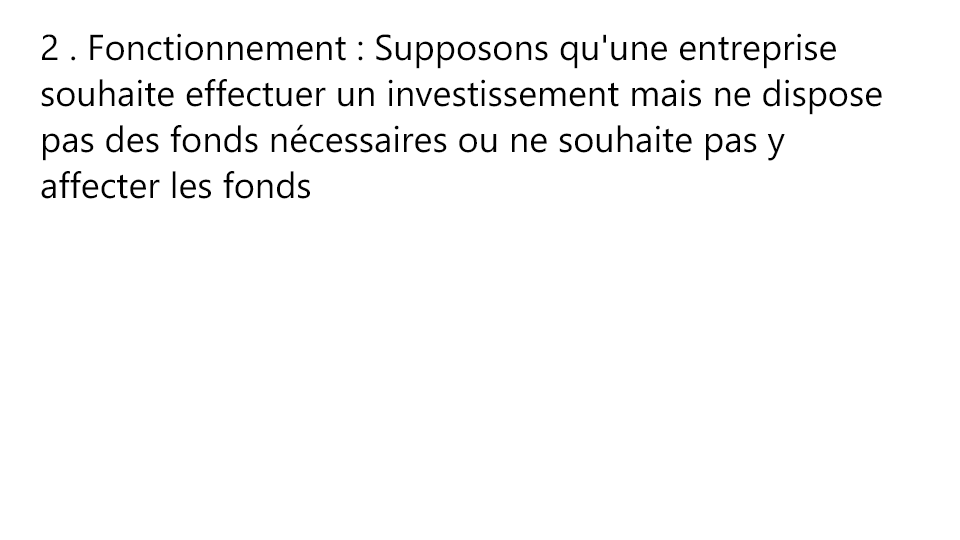 2 . Fonctionnement : Supposons qu'une entreprise
souhaite effectuer un investissement mais ne dispose
pas des fonds nécessaires ou ne souhaite pas y
affecter les fonds